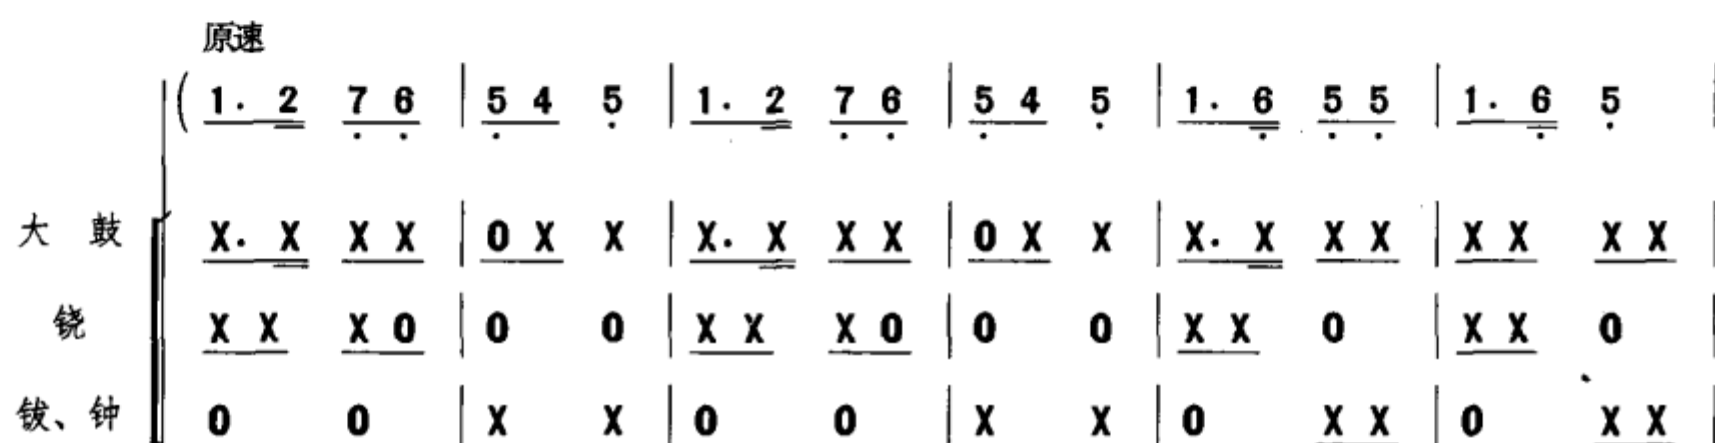 原速
( 1. 2 7 6 | 5 4 5 | 1. 2 7 6 | 5 4 5 | 1. 6 5 5 | 1. 6 5 |
大 鼓 X. X X X | 0 X X | X. X X X | 0 X X | X. X X X | X X X X |
铙 X X X 0 | 0 0 | X X X 0 | 0 0 | X X 0 | X X 0 |
钹、钟 0 0 | X X | 0 0 | X X | 0 X X | 0 X X |